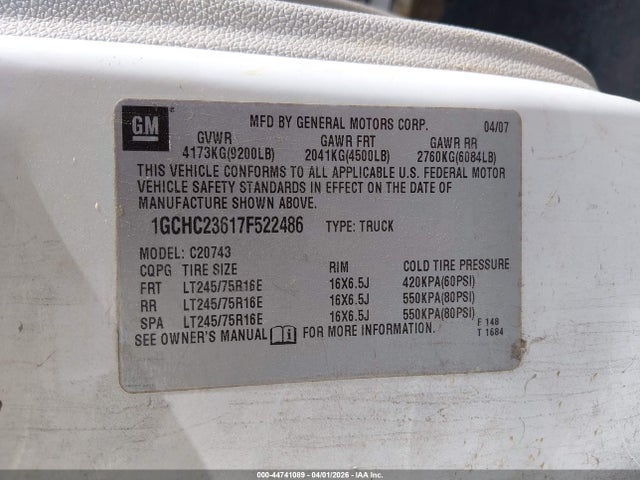 GM
MFD BY GENERAL MOTORS CORP. 04/07
GVWR GAWR FRT GAWR RR
4173KG(9200LB) 2041KG(4500LB) 2760KG(6084LB)
THIS VEHICLE CONFORMS TO ALL APPLICABLE U.S. FEDERAL MOTOR
VEHICLE SAFETY STANDARDS IN EFFECT ON THE DATE OF
MANUFACTURE SHOWN ABOVE.
1GCHC23617F522486 TYPE: TRUCK
MODEL: C20743
CQPG TIRE SIZE RIM COLD TIRE PRESSURE
FRT LT245/75R16E 16X6.5J 420KPA(60PSI)
RR LT245/75R16E 16X6.5J 550KPA(80PSI)
SPA LT245/75R16E 16X6.5J 550KPA(80PSI)
SEE OWNER'S MANUAL FOR MORE INFORMATION.
F 148
T 1684
000-44741089 - 04/01/2026 - IAA Inc.